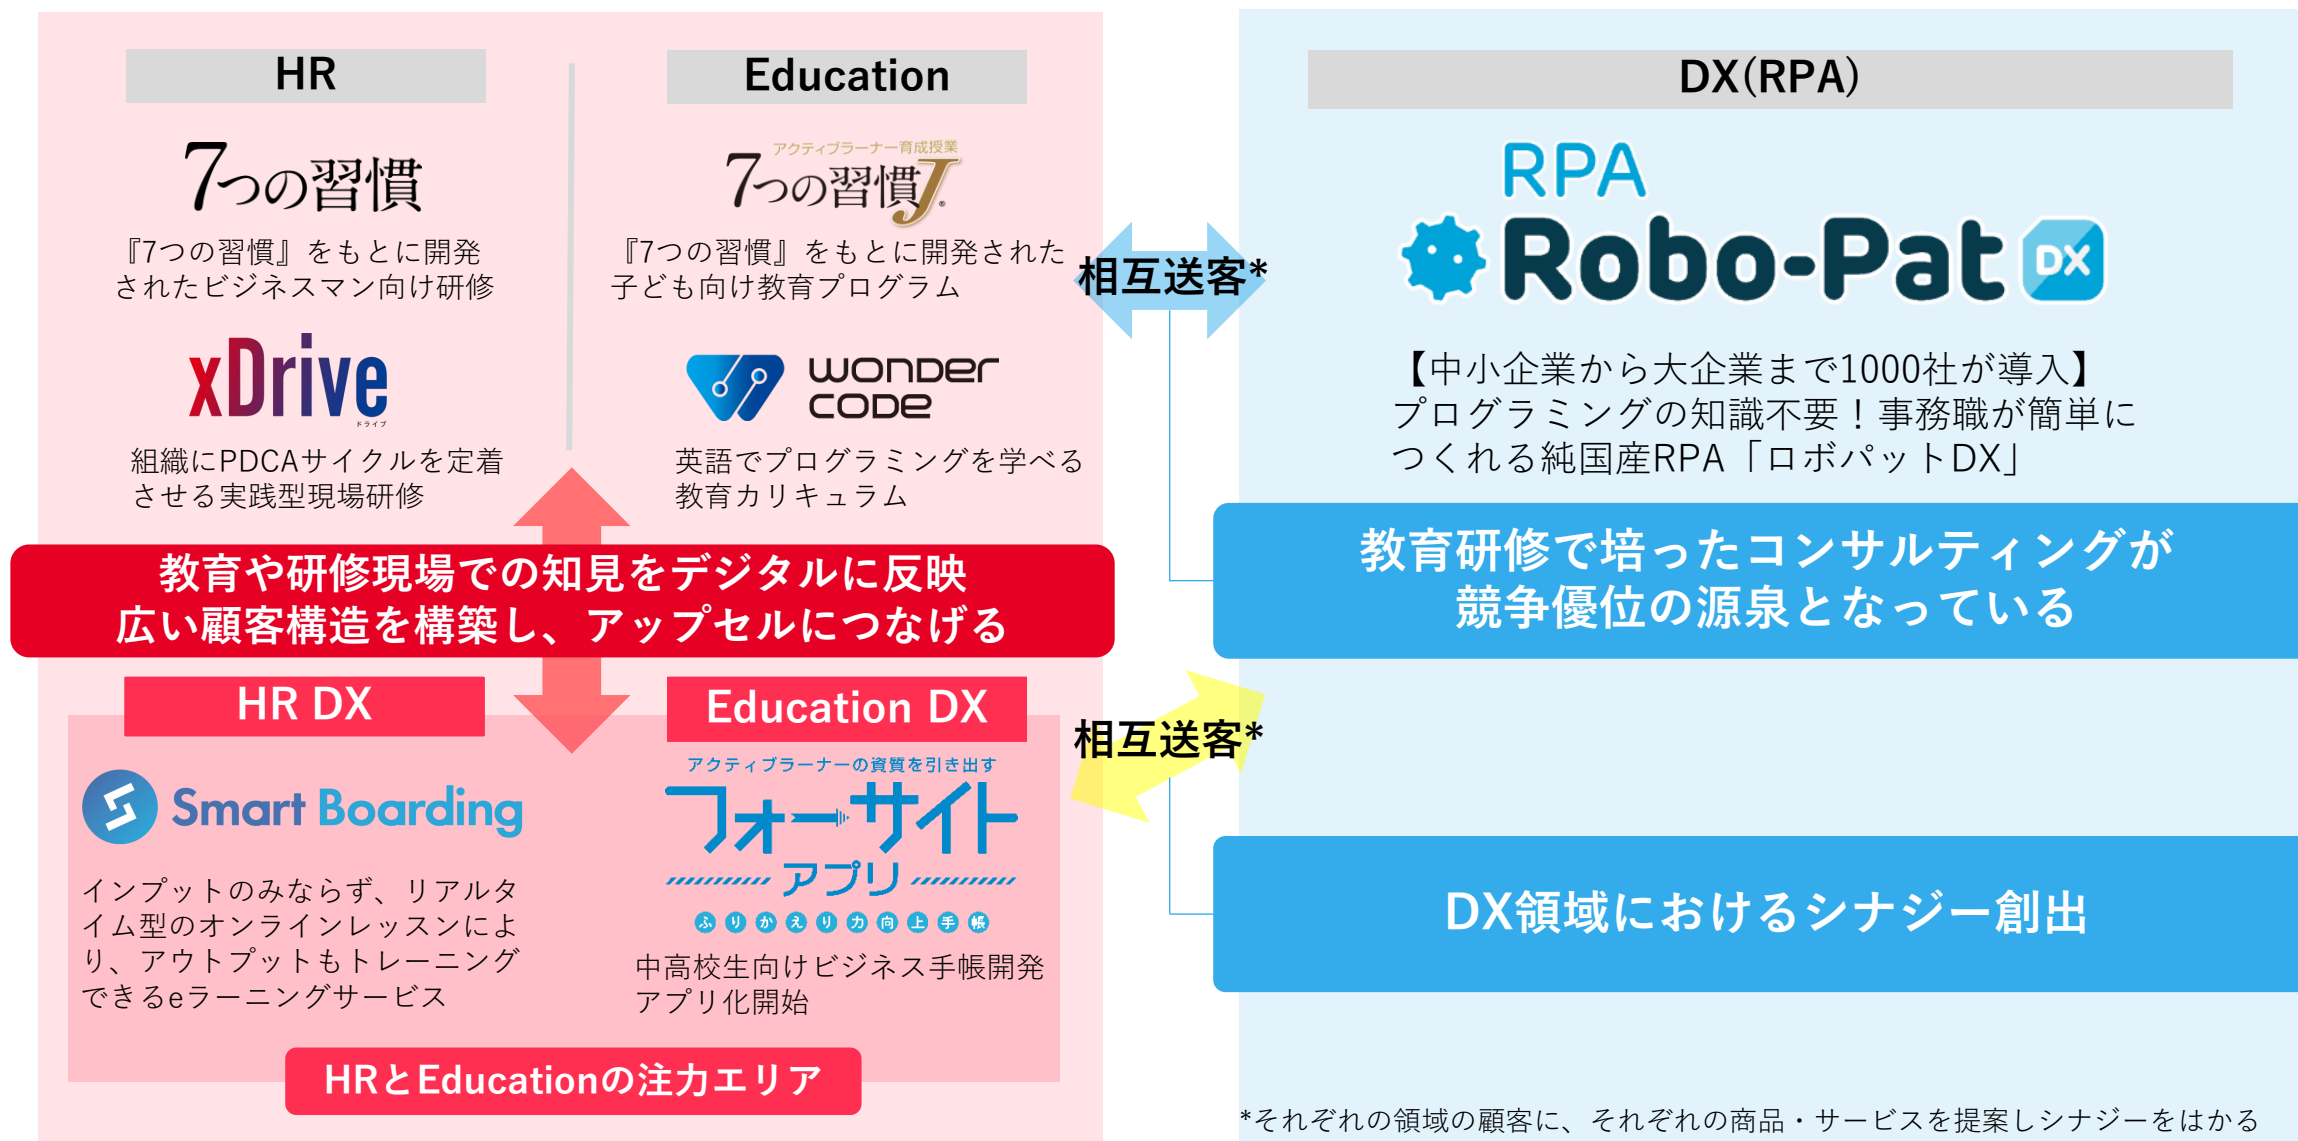 HR
7つの習慣
『7つの習慣』をもとに開発
されたビジネスマン向け研修
xDrive
ドライブ
組織にPDCAサイクルを定着
させる実践型現場研修
Education
アクティブラーナー育成授業
7つの習慣J®
『7つの習慣』をもとに開発された
子ども向け教育プログラム
WONDER
CODE
英語でプログラミングを学べる
教育カリキュラム
相互送客*
DX(RPA)
RPA
Robo-Pat DX
【中小企業から大企業まで1000社が導入】
プログラミングの知識不要！事務職が簡単に
つくれる純国産RPA「ロボパットDX」
教育や研修現場での知見をデジタルに反映
広い顧客構造を構築し、アップセルにつなげる
教育研修で培ったコンサルティングが
競争優位の源泉となっている
HR DX
Smart Boarding
インプットのみならず、リアルタ
イム型のオンラインレッスンによ
り、アウトプットもトレーニング
できるeラーニングサービス
Education DX
アクティブラーナーの資質を引き出す
フォーサイト
アプリ
ふりかえり力向上手帳
中高校生向けビジネス手帳開発
アプリ化開始
相互送客*
DX領域におけるシナジー創出
HRとEducationの注力エリア
*それぞれの領域の顧客に、それぞれの商品・サービスを提案しシナジーをはかる